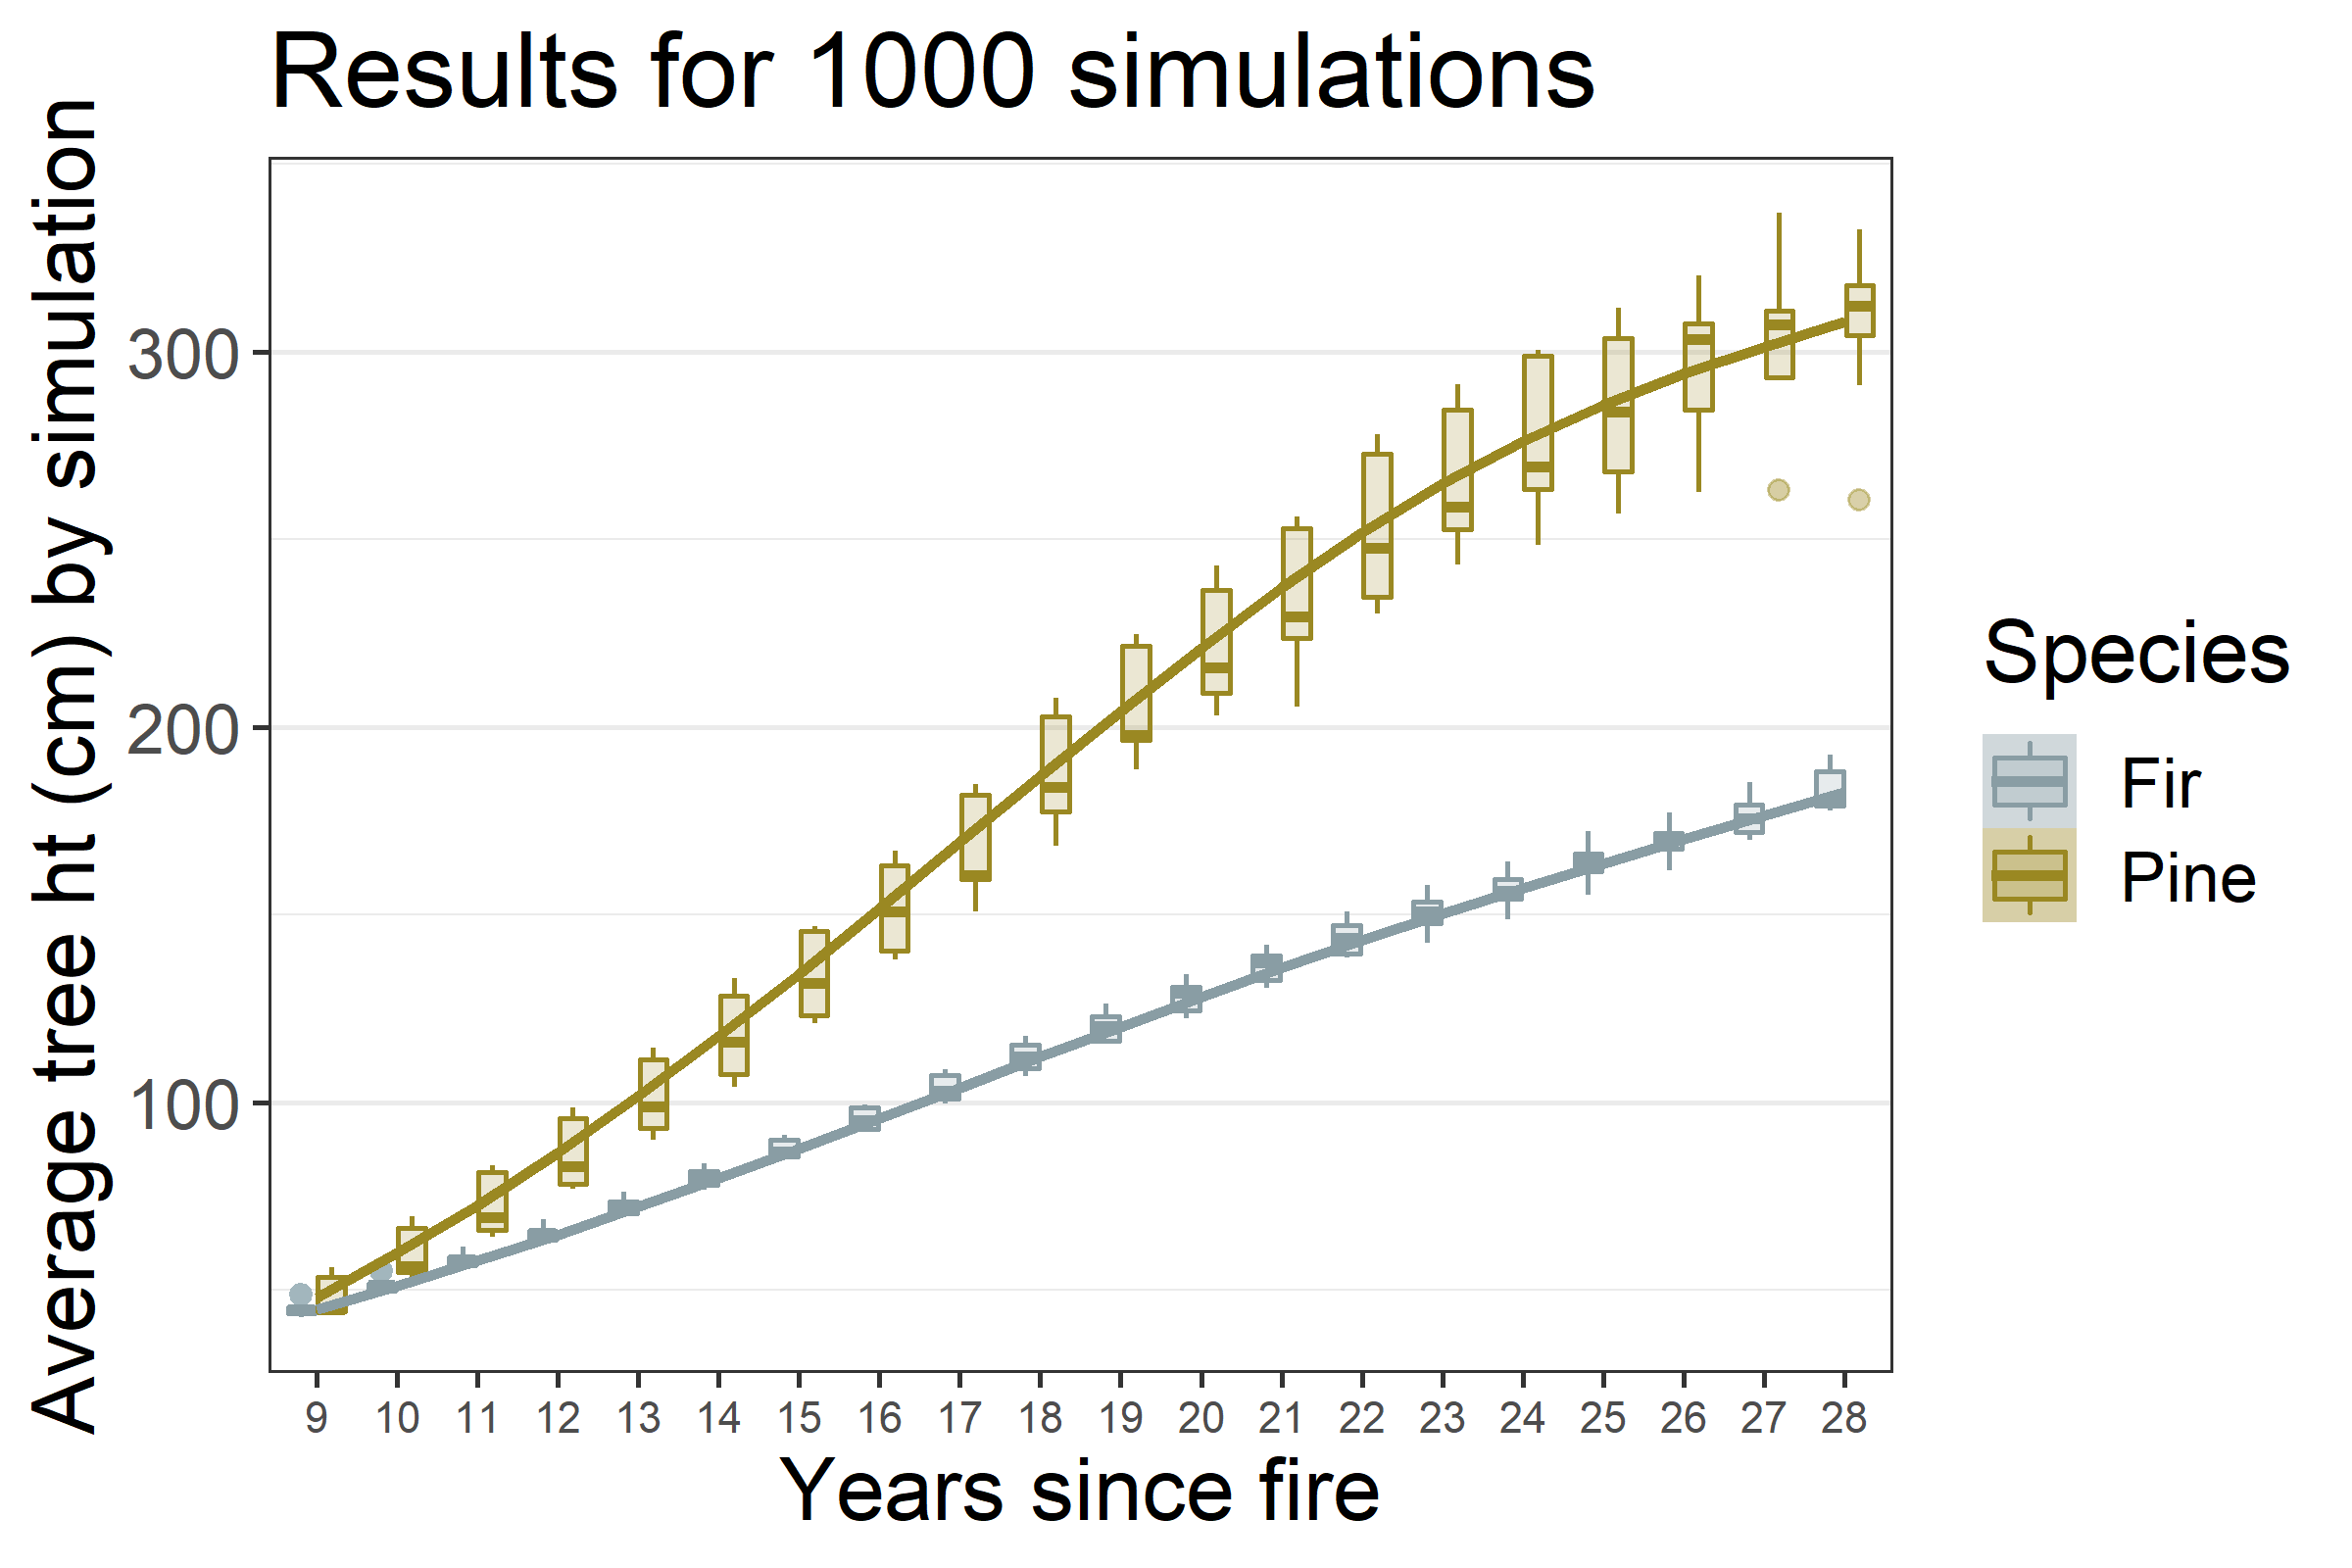 Results for 1000 simulations
Average tree ht (cm) by simulation
300
200
100
9 10 11 12 13 14 15 16 17 18 19 20 21 22 23 24 25 26 27 28
Years since fire
Species
Fir
Pine